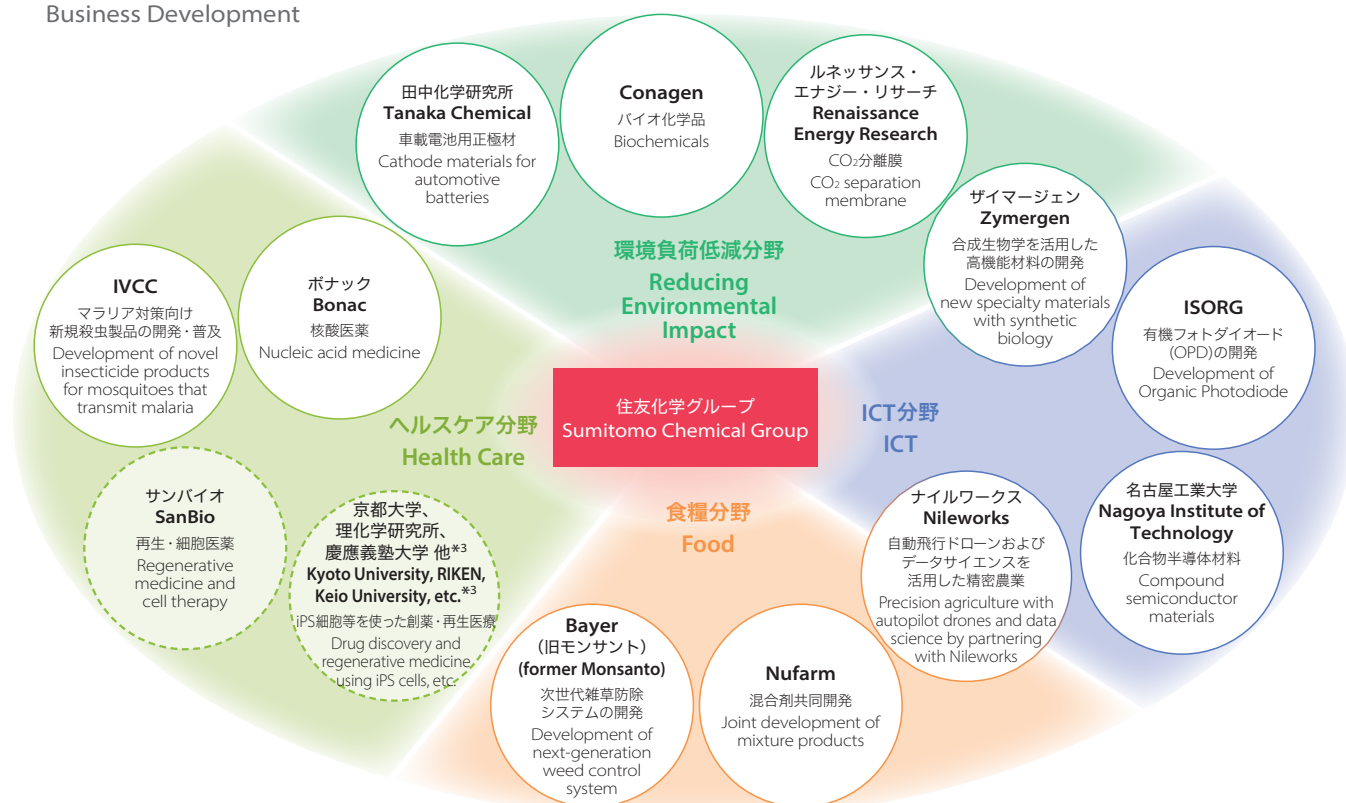 Business Development
田中化学研究所
Tanaka Chemical
車載電池用正極材
Cathode materials for
automotive
batteries
Conagen
バイオ化学品
Biochemicals
ルネッサンス・
エナジー・リサーチ
Renaissance
Energy Research
CO₂分離膜
CO₂ separation
membrane
ザイマージェン
Zymergen
合成生物学を活用した
高機能材料の開発
Development of
new specialty materials
with synthetic
biology
IVCC
マラリア対策向け
新規殺虫製品の開発・普及
Development of novel
insecticide products
for mosquitoes that
transmit malaria
ボナック
Bonac
核酸医薬
Nucleic acid medicine
環境負荷低減分野
Reducing
Environmental
Impact
ISORG
有機フォトダイオード
(OPD)の開発
Development of
Organic Photodiode
住友化学グループ
Sumitomo Chemical Group
ヘルスケア分野
Health Care
ICT分野
ICT
食糧分野
Food
サンバイオ
SanBio
再生・細胞医薬
Regenerative
medicine and
cell therapy
京都大学、
理化学研究所、
慶應義塾大学 他*3
Kyoto University, RIKEN,
Keio University, etc.*3
iPS細胞等を使った創薬・再生医療
Drug discovery and
regenerative medicine
using iPS cells, etc.
Bayer
(旧モンサント)
(former Monsanto)
次世代雑草防除
システムの開発
Development of
next-generation
weed control
system
Nufarm
混合剤共同開発
Joint development of
mixture products
ナイルワークス
Nileworks
自動飛行ドローンおよび
データサイエンスを
活用した精密農業
Precision agriculture with
autopilot drones and data
science by partnering
with Nileworks
名古屋工業大学
Nagoya Institute of
Technology
化合物半導体材料
Compound
semiconductor
materials